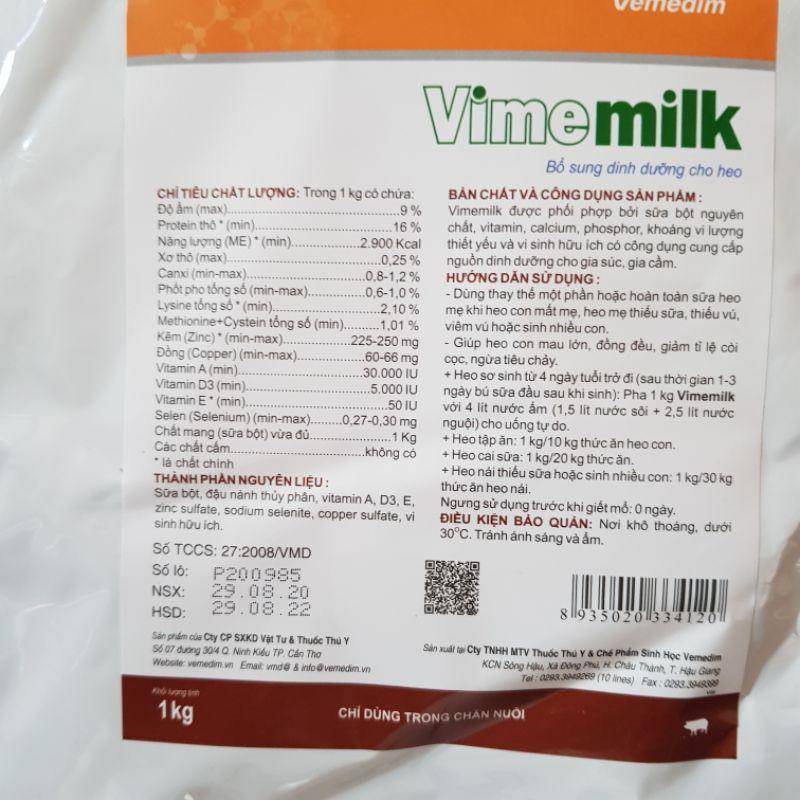 Vemedim
Vimemilk
Bổ sung dinh dưỡng cho heo
CHỈ TIÊU CHẤT LƯỢNG: Trong 1 kg có chứa:
Độ ẩm (max)....................9 %
Protein thô * (min)....................16 %
Năng lượng (ME) * (min)....................2.900 Kcal
Xơ thô (max)....................0,25 %
Canxi (min-max)....................0,8-1,2 %
Phốt pho tổng số (min-max)....................0,6-1,0 %
Lysine tổng số * (min)....................2,10 %
Methionine+Cystein tổng số (min)..........1,01 %
Kẽm (Zinc) * (min-max)....................225-250 mg
Đồng (Copper) (min-max)....................60-66 mg
Vitamin A (min)....................30.000 IU
Vitamin D3 (min)....................5.000 IU
Vitamin E * (min)....................50 IU
Selen (Selenium) (min-max)..........0,27-0,30 mg
Chất mang (sữa bột) vừa đủ....................1 Kg
Các chất cấm....................không có
* là chất chính
THÀNH PHẦN NGUYÊN LIỆU :
Sữa bột, đậu nành thủy phân, vitamin A, D3, E,
zinc sulfate, sodium selenite, copper sulfate, vi
sinh hữu ích.
Số TCCS: 27:2008/VMD
Số lô: P200985
NSX: 29.08.20
HSD: 29.08.22
Sản phẩm của Cty CP SXKD Vật Tư & Thuốc Thú Y
Số 07 đường 30/4 Q. Ninh Kiều TP. Cần Thơ
Website: vemedim.vn Email: vmd@ & info@vemedim.vn
BẢN CHẤT VÀ CÔNG DỤNG SẢN PHẨM :
Vimemilk được phối phợp bởi sữa bột nguyên
chất, vitamin, calcium, phosphor, khoáng vi lượng
thiết yếu và vi sinh hữu ích có công dụng cung cấp
nguồn dinh dưỡng cho gia súc, gia cầm.
HƯỚNG DẪN SỬ DỤNG :
- Dùng thay thế một phần hoặc hoàn toàn sữa heo
mẹ khi heo con mất mẹ, heo mẹ thiếu sữa, thiếu vú,
viêm vú hoặc sinh nhiều con.
- Giúp heo con mau lớn, đồng đều, giảm tỉ lệ còi
cọc, ngừa tiêu chảy.
+ Heo sơ sinh từ 4 ngày tuổi trở đi (sau thời gian 1-3
ngày bú sữa đầu sau khi sinh): Pha 1 kg Vimemilk
với 4 lít nước ấm (1,5 lít nước sôi + 2,5 lít nước
nguội) cho uống tự do.
+ Heo tập ăn: 1 kg/10 kg thức ăn heo con.
+ Heo cai sữa: 1 kg/20 kg thức ăn.
+ Heo nái thiếu sữa hoặc sinh nhiều con: 1 kg/30 kg
thức ăn heo nái.
Ngưng sử dụng trước khi giết mổ: 0 ngày.
ĐIỀU KIỆN BẢO QUẢN: Nơi khô thoáng, dưới
30°C. Tránh ánh sáng và ẩm.
8 935020 334120
Sản xuất tại Cty TNHH MTV Thuốc Thú Y & Chế Phẩm Sinh Học Vemedim
KCN Sông Hậu, Xã Đông Phú, H. Châu Thành, T. Hậu Giang
Tel : 0293.3949269 (10 lines) Fax : 0293.3949399
Khối lượng tịnh
1kg
CHỈ DÙNG TRONG CHĂN NUÔI